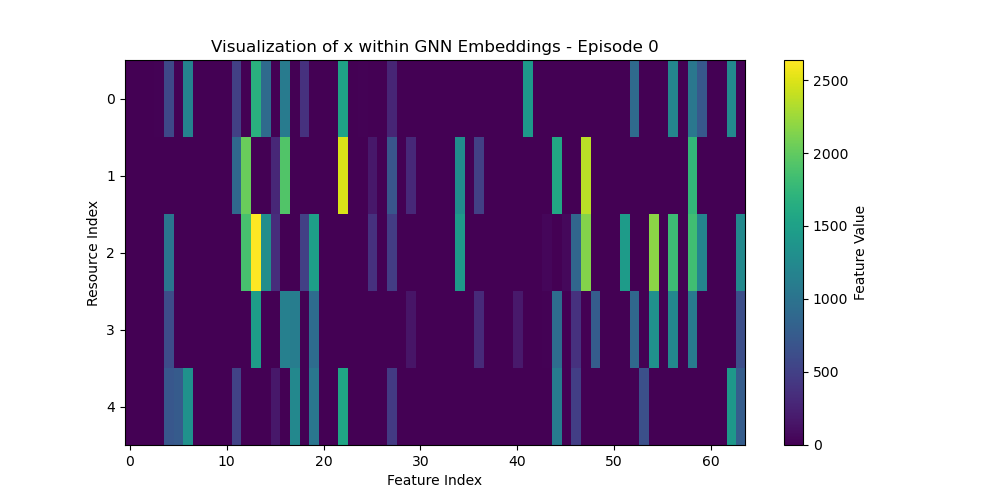 Visualization of x within GNN Embeddings - Episode 0
Resource Index
0
1
2
3
4
0 10 20 30 40 50 60
Feature Index
2500
2000
1500
1000
500
0
Feature Value